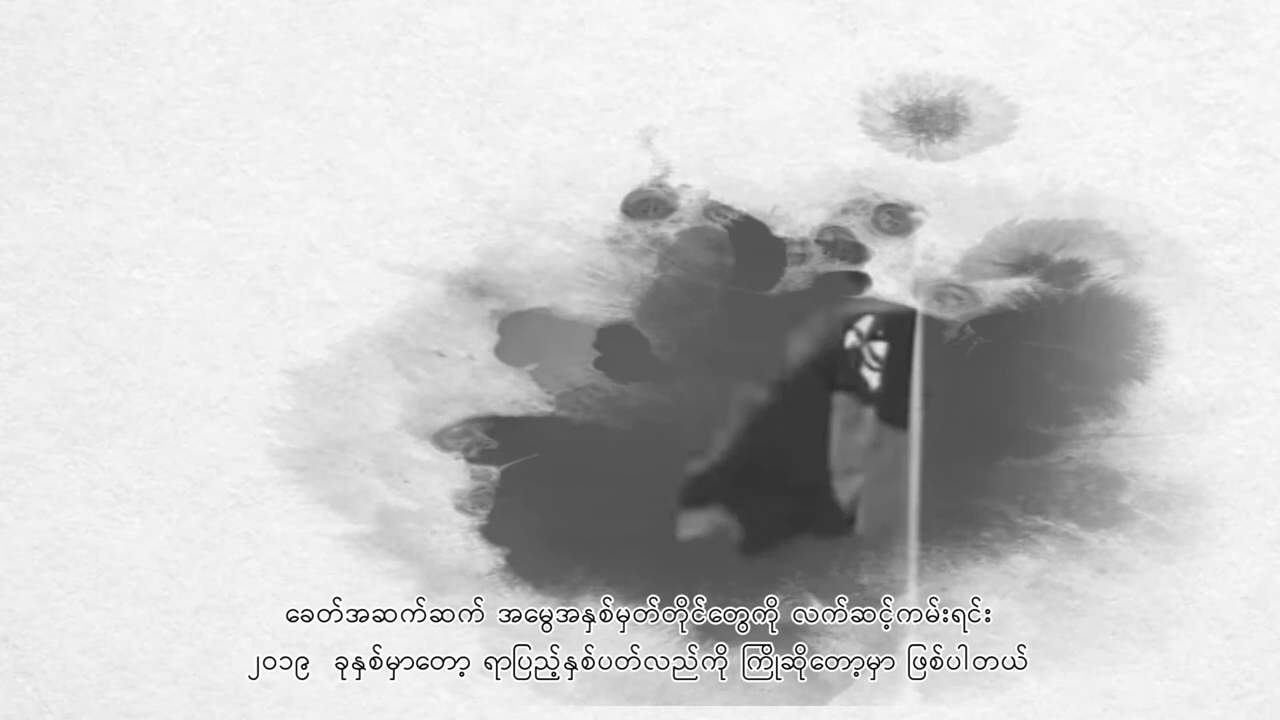 ခေတ်အဆက်ဆက် အမွေအနှစ်မှတ်တိုင်တွေကို လက်ဆင့်ကမ်းရင်း
၂၀၁၉ ခုနှစ်မှာတော့ ရာပြည့်နှစ်ပတ်လည်ကို ကြိုဆိုတော့မှာ ဖြစ်ပါတယ်